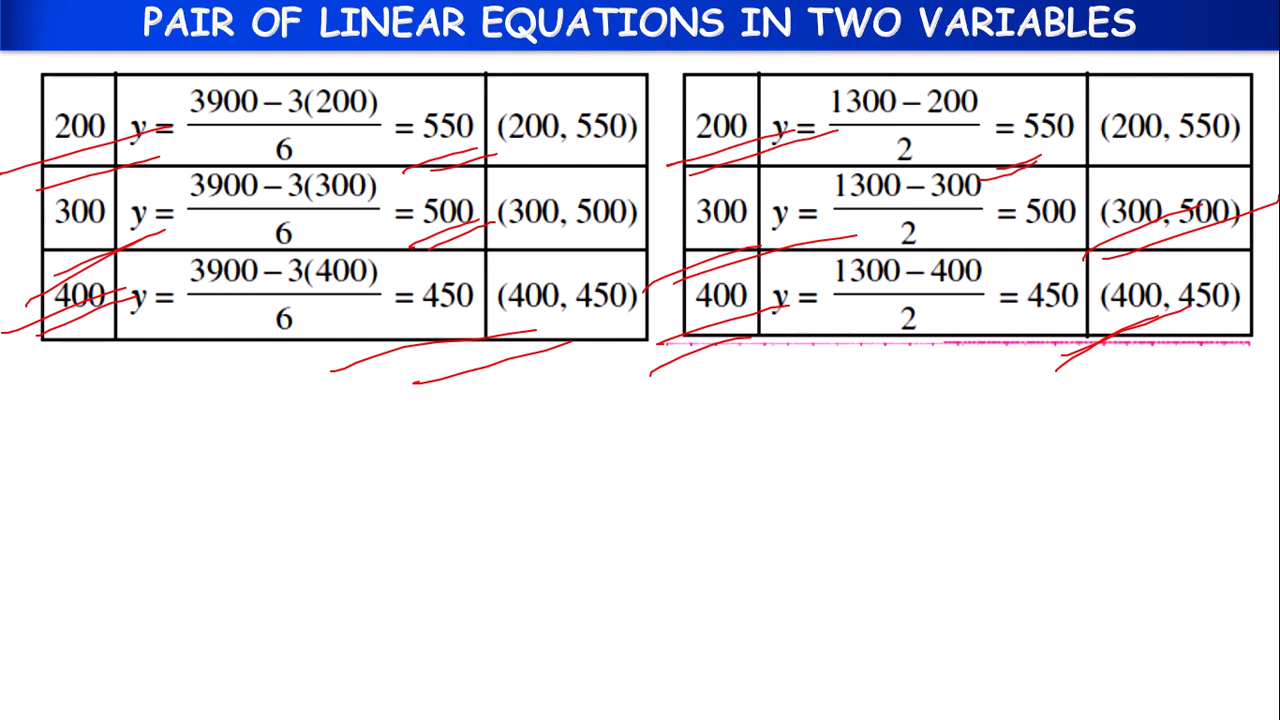 PAIR OF LINEAR EQUATIONS IN TWO VARIABLES
200 y = (3900 – 3(200))/6 = 550 (200, 550)
300 y = (3900 – 3(300))/6 = 500 (300, 500)
400 y = (3900 – 3(400))/6 = 450 (400, 450)
200 y = (1300 – 200)/2 = 550 (200, 550)
300 y = (1300 – 300)/2 = 500 (300, 500)
400 y = (1300 – 400)/2 = 450 (400, 450)